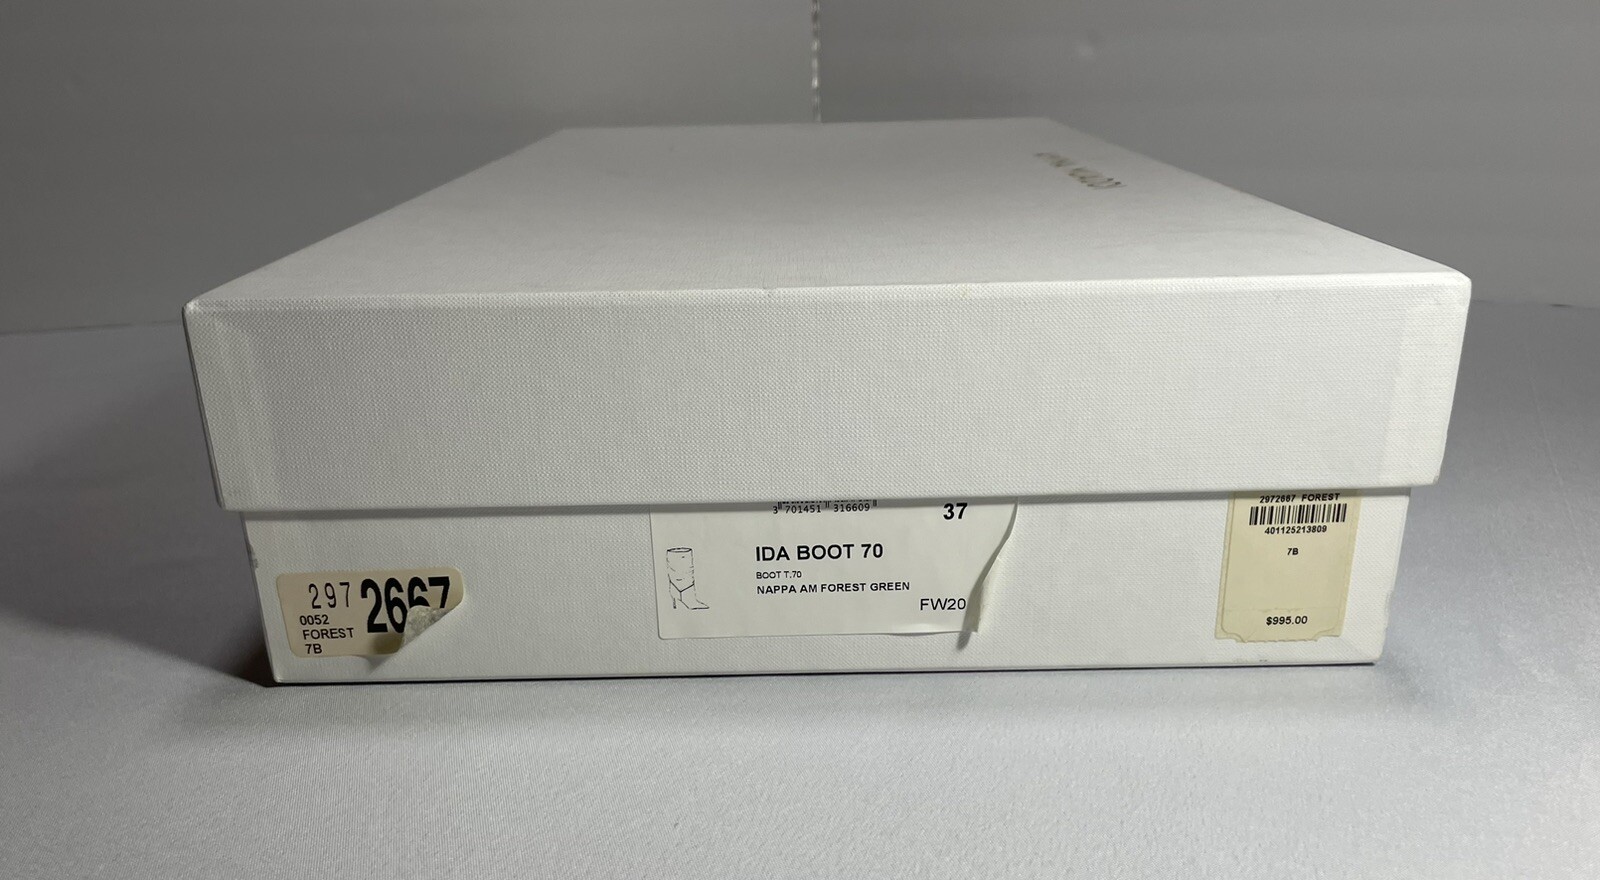 297 2667
0052
FOREST
7B
3 701451 316609
37
IDA BOOT 70
BOOT T.70
NAPPA AM FOREST GREEN
FW20
2972667 FOREST
401125213809
7B
$995.00